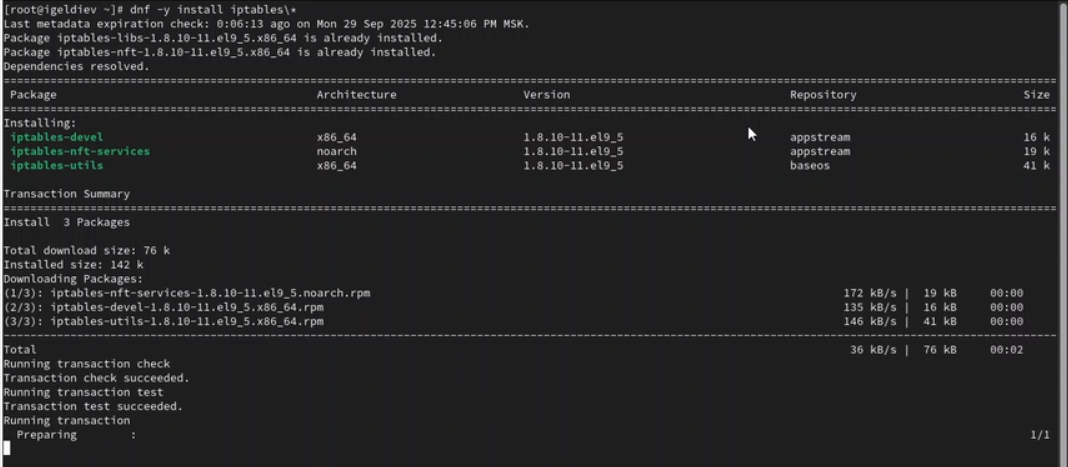 [root@igeldiev ~]# dnf -y install iptables\*
Last metadata expiration check: 0:06:13 ago on Mon 29 Sep 2025 12:45:06 PM MSK.
Package iptables-libs-1.8.10-11.el9_5.x86_64 is already installed.
Package iptables-nft-1.8.10-11.el9_5.x86_64 is already installed.
Dependencies resolved.
Package Architecture Version Repository Size
Installing:
iptables-devel x86_64 1.8.10-11.el9_5 appstream 16 k
iptables-nft-services noarch 1.8.10-11.el9_5 appstream 19 k
iptables-utils x86_64 1.8.10-11.el9_5 baseos 41 k
Transaction Summary
Install  3 Packages
Total download size: 76 k
Installed size: 142 k
Downloading Packages:
(1/3): iptables-nft-services-1.8.10-11.el9_5.noarch.rpm 172 kB/s |  19 kB 00:00
(2/3): iptables-devel-1.8.10-11.el9_5.x86_64.rpm 135 kB/s |  16 kB 00:00
(3/3): iptables-utils-1.8.10-11.el9_5.x86_64.rpm 146 kB/s |  41 kB 00:00
Total 36 kB/s |  76 kB 00:02
Running transaction check
Transaction check succeeded.
Running transaction test
Transaction test succeeded.
Running transaction
Preparing : 1/1